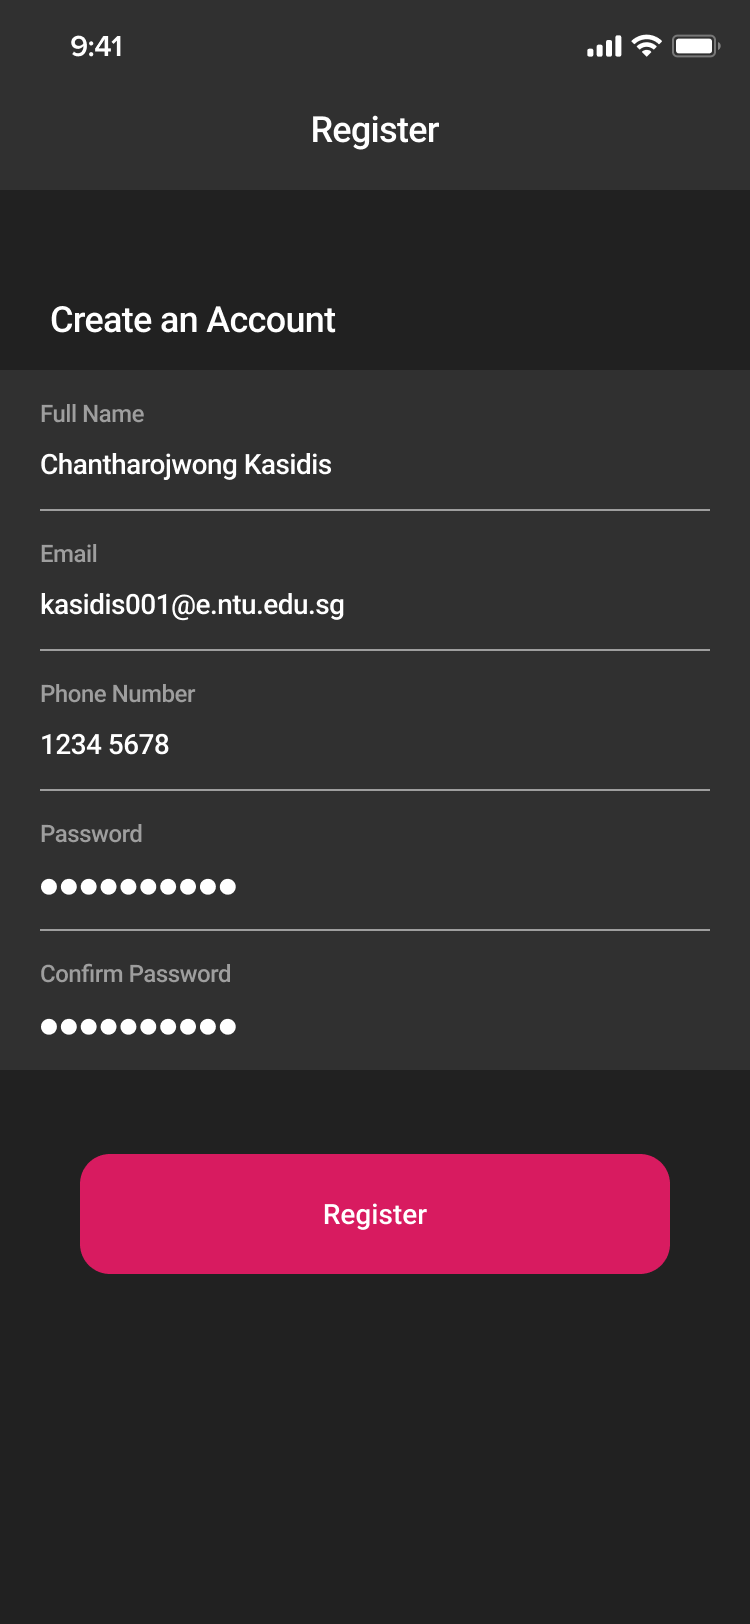 9:41
Register
Create an Account
Full Name
Chantharojwong Kasidis
Email
kasidis001@e.ntu.edu.sg
Phone Number
1234 5678
Password
●●●●●●●●●●
Confirm Password
●●●●●●●●●●
Register